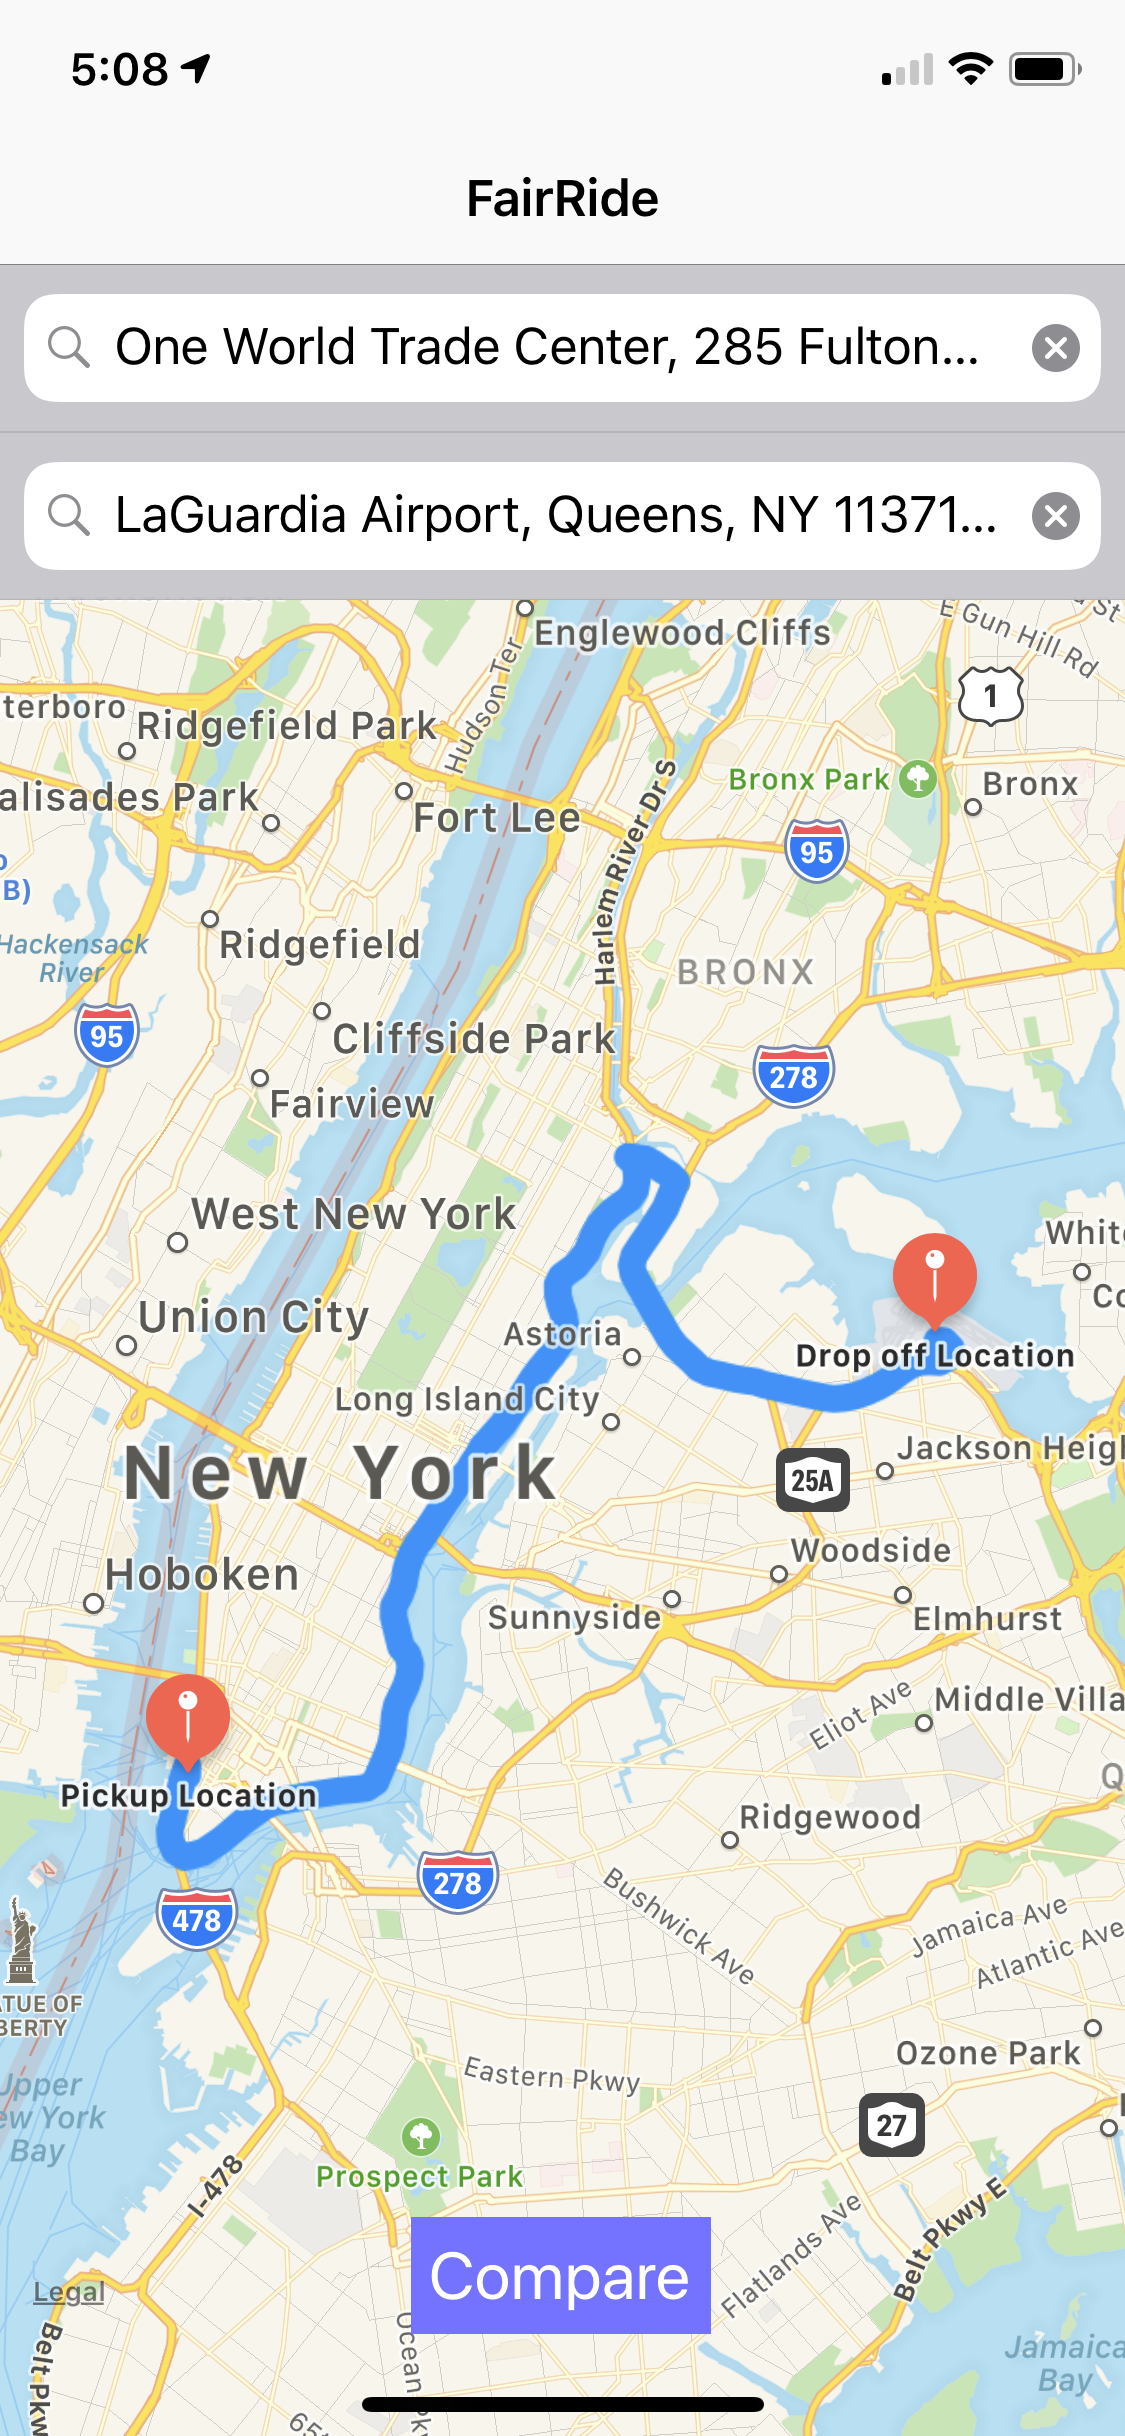 5:08
FairRide
One World Trade Center, 285 Fulton...
LaGuardia Airport, Queens, NY 11371...
Englewood Cliffs
E Gun Hill Rd
St
terboro
Ridgefield Park
Hudson Ter
1
Bronx Park
Bronx
alisades Park
Fort Lee
Harlem River Dr S
95
B)
Hackensack
River
Ridgefield
BRONX
95
Cliffside Park
278
Fairview
West New York
Whit
Co
Union City
Astoria
Drop off Location
Long Island City
New York
25A
Jackson Heigh
Hoboken
Woodside
Sunnyside
Elmhurst
Eliot Ave
Middle Villa
Q
Pickup Location
Ridgewood
278
478
Bushwick Ave
Jamaica Ave
Atlantic Ave
TUE OF
BERTY
Ozone Park
Upper
ew York
Bay
Eastern Pkwy
27
Prospect Park
I-478
Belt Pkwy E
Flatlands Ave
Compare
Legal
Belt Pkw
Ocean Pk
Jamaica
Bay
65